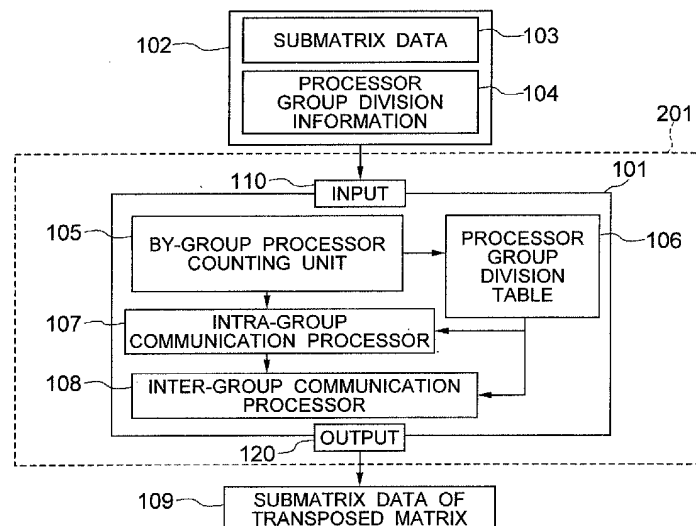 102
SUBMATRIX DATA
103
PROCESSOR
GROUP DIVISION
INFORMATION
104
201
110
INPUT
101
105
BY-GROUP PROCESSOR
COUNTING UNIT
PROCESSOR
GROUP
DIVISION
TABLE
106
107
INTRA-GROUP
COMMUNICATION PROCESSOR
108
INTER-GROUP COMMUNICATION
PROCESSOR
OUTPUT
120
109
SUBMATRIX DATA OF
TRANSPOSED MATRIX